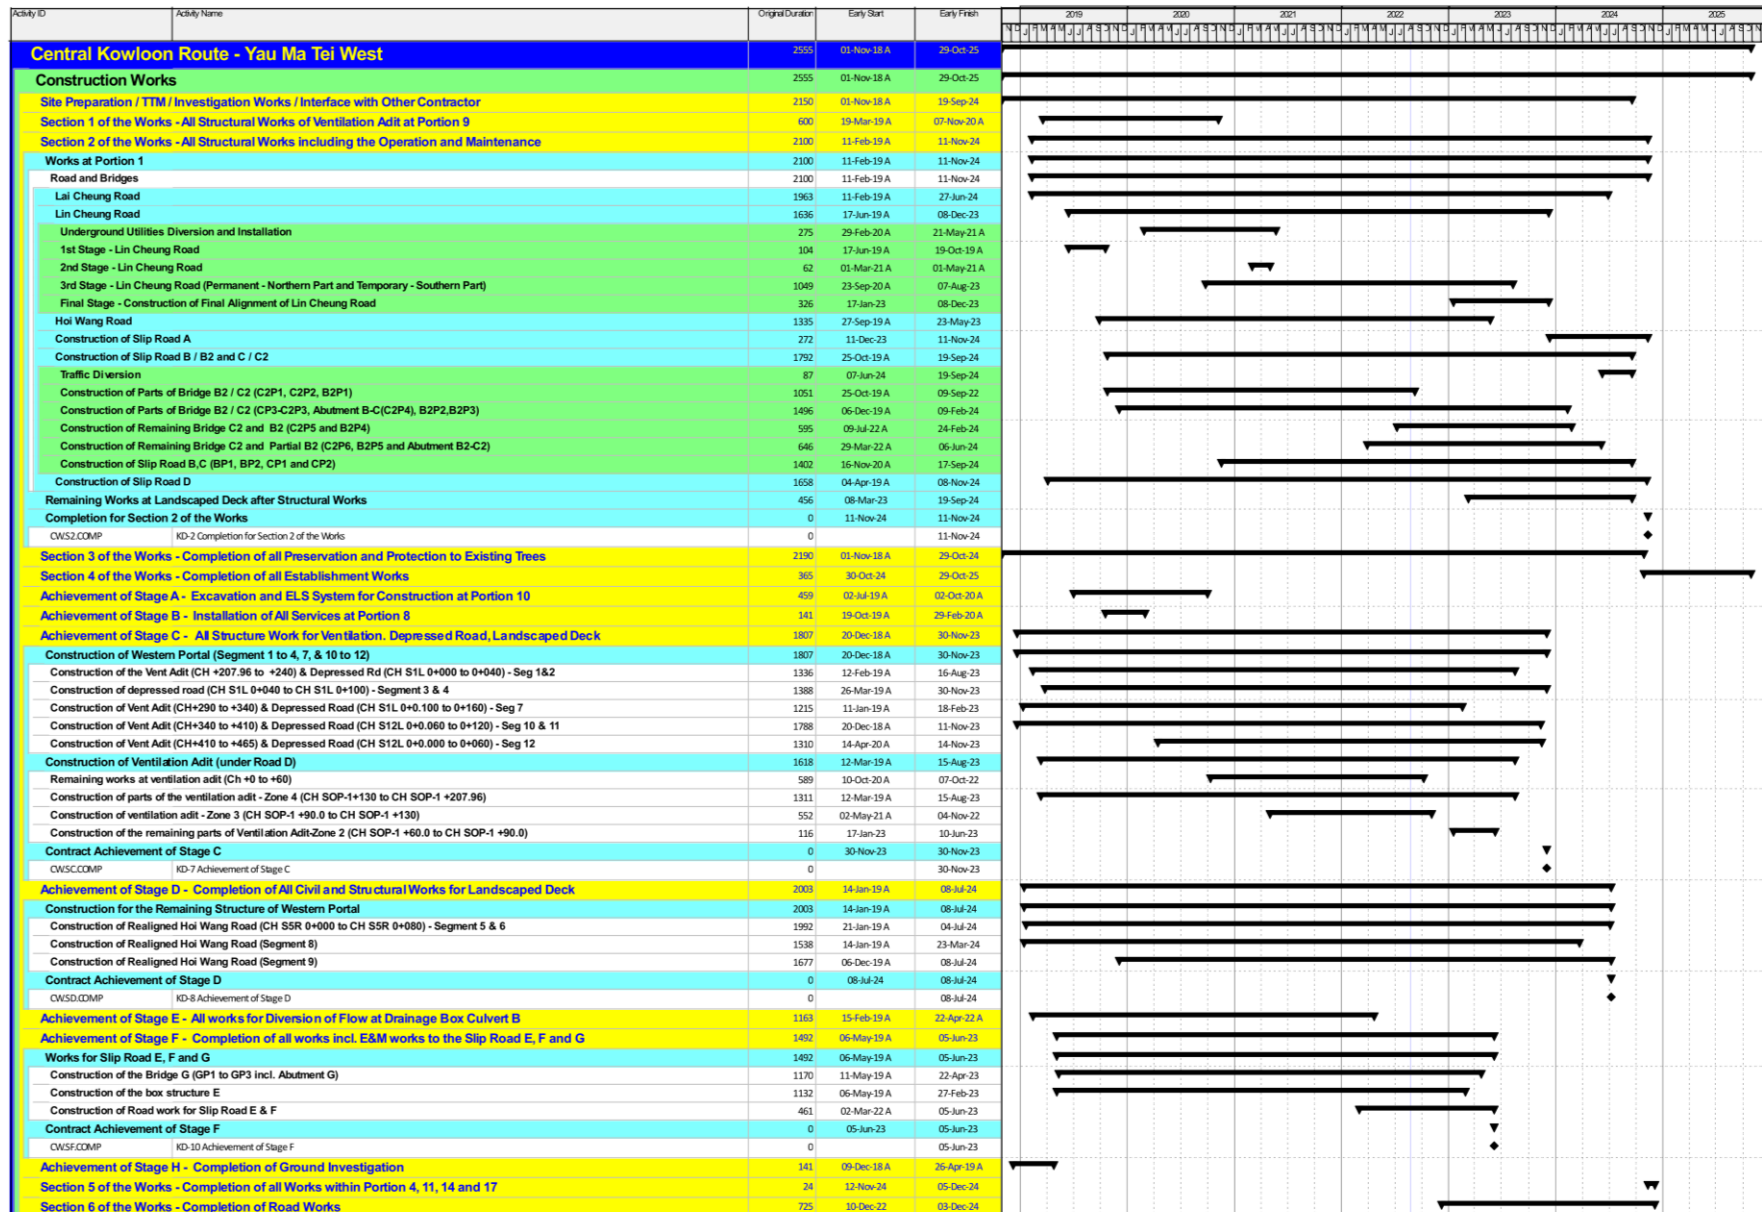 Activity ID Activity Name Original Duration Early Start Early Finish 2019 2020 2021 2022 2023 2024 2025
Central Kowloon Route - Yau Ma Tei West 2555 01-Nov-18 A 29-Oct-25
Construction Works 2555 01-Nov-18 A 29-Oct-25
Site Preparation / TTM / Investigation Works / Interface with Other Contractor 2150 01-Nov-18 A 19-Sep-24
Section 1 of the Works - All Structural Works of Ventilation Adit at Portion 9 600 19-Mar-19 A 07-Nov-20 A
Section 2 of the Works - All Structural Works including the Operation and Maintenance 2100 11-Feb-19 A 11-Nov-24
Works at Portion 1 2100 11-Feb-19 A 11-Nov-24
Road and Bridges 2100 11-Feb-19 A 11-Nov-24
Lai Cheung Road 1963 11-Feb-19 A 27-Jun-24
Lin Cheung Road 1636 17-Jun-19 A 08-Dec-23
Underground Utilities Diversion and Installation 275 29-Feb-20 A 21-May-21 A
1st Stage - Lin Cheung Road 104 17-Jun-19 A 19-Oct-19 A
2nd Stage - Lin Cheung Road 62 01-Mar-21 A 01-May-21 A
3rd Stage - Lin Cheung Road (Permanent - Northern Part and Temporary - Southern Part) 1049 23-Sep-20 A 07-Aug-23
Final Stage - Construction of Final Alignment of Lin Cheung Road 326 17-Jan-23 08-Dec-23
Hoi Wang Road 1335 27-Sep-19 A 23-May-23
Construction of Slip Road A 272 11-Dec-23 11-Nov-24
Construction of Slip Road B / B2 and C / C2 1792 25-Oct-19 A 19-Sep-24
Traffic Diversion 87 07-Jun-24 19-Sep-24
Construction of Parts of Bridge B2 / C2 (C2P1, C2P2, B2P1) 1051 25-Oct-19 A 09-Sep-22
Construction of Parts of Bridge B2 / C2 (CP3-C2P3, Abutment B-C(C2P4), B2P2,B2P3) 1496 06-Dec-19 A 09-Feb-24
Construction of Remaining Bridge C2 and B2 (C2P5 and B2P4) 595 09-Jul-22 A 24-Feb-24
Construction of Remaining Bridge C2 and Partial B2 (C2P6, B2P5 and Abutment B2-C2) 646 29-Mar-22 A 06-Jun-24
Construction of Slip Road B,C (BP1, BP2, CP1 and CP2) 1402 16-Nov-20 A 17-Sep-24
Construction of Slip Road D 1658 04-Apr-19 A 08-Nov-24
Remaining Works at Landscaped Deck after Structural Works 456 08-Mar-23 19-Sep-24
Completion for Section 2 of the Works 0 11-Nov-24 11-Nov-24
CW.S2.COMP KD-2 Completion for Section 2 of the Works 0 11-Nov-24
Section 3 of the Works - Completion of all Preservation and Protection to Existing Trees 2190 01-Nov-18 A 29-Oct-24
Section 4 of the Works - Completion of all Establishment Works 365 30-Oct-24 29-Oct-25
Achievement of Stage A - Excavation and ELS System for Construction at Portion 10 459 02-Jul-19 A 02-Oct-20 A
Achievement of Stage B - Installation of All Services at Portion 8 141 19-Oct-19 A 29-Feb-20 A
Achievement of Stage C - All Structure Work for Ventilation. Depressed Road, Landscaped Deck 1807 20-Dec-18 A 30-Nov-23
Construction of Western Portal (Segment 1 to 4, 7, & 10 to 12) 1807 20-Dec-18 A 30-Nov-23
Construction of the Vent Adit (CH +207.96 to +240) & Depressed Rd (CH S1L 0+000 to 0+040) - Seg 1&2 1336 12-Feb-19 A 16-Aug-23
Construction of depressed road (CH S1L 0+040 to CH S1L 0+100) - Segment 3 & 4 1388 26-Mar-19 A 30-Nov-23
Construction of Vent Adit (CH+290 to +340) & Depressed Road (CH S1L 0+0.100 to 0+160) - Seg 7 1215 11-Jan-19 A 18-Feb-23
Construction of Vent Adit (CH+340 to +410) & Depressed Road (CH S12L 0+0.060 to 0+120) - Seg 10 & 11 1788 20-Dec-18 A 11-Nov-23
Construction of Vent Adit (CH+410 to +465) & Depressed Road (CH S12L 0+0.000 to 0+060) - Seg 12 1310 14-Apr-20 A 14-Nov-23
Construction of Ventilation Adit (under Road D) 1618 12-Mar-19 A 15-Aug-23
Remaining works at ventilation adit (Ch +0 to +60) 589 10-Oct-20 A 07-Oct-22
Construction of parts of the ventilation adit - Zone 4 (CH SOP-1+130 to CH SOP-1 +207.96) 1311 12-Mar-19 A 15-Aug-23
Construction of ventilation adit - Zone 3 (CH SOP-1 +90.0 to CH SOP-1 +130) 552 02-May-21 A 04-Nov-22
Construction of the remaining parts of Ventilation Adit-Zone 2 (CH SOP-1 +60.0 to CH SOP-1 +90.0) 116 17-Jan-23 10-Jun-23
Contract Achievement of Stage C 0 30-Nov-23 30-Nov-23
CW.SC.COMP KD-7 Achievement of Stage C 0 30-Nov-23
Achievement of Stage D - Completion of All Civil and Structural Works for Landscaped Deck 2003 14-Jan-19 A 08-Jul-24
Construction for the Remaining Structure of Western Portal 2003 14-Jan-19 A 08-Jul-24
Construction of Realigned Hoi Wang Road (CH S5R 0+000 to CH S5R 0+080) - Segment 5 & 6 1992 21-Jan-19 A 04-Jul-24
Construction of Realigned Hoi Wang Road (Segment 8) 1538 14-Jan-19 A 23-Mar-24
Construction of Realigned Hoi Wang Road (Segment 9) 1677 06-Dec-19 A 08-Jul-24
Contract Achievement of Stage D 0 08-Jul-24 08-Jul-24
CW.SD.COMP KD-8 Achievement of Stage D 0 08-Jul-24
Achievement of Stage E - All works for Diversion of Flow at Drainage Box Culvert B 1163 15-Feb-19 A 22-Apr-22 A
Achievement of Stage F - Completion of all works incl. E&M works to the Slip Road E, F and G 1492 06-May-19 A 05-Jun-23
Works for Slip Road E, F and G 1492 06-May-19 A 05-Jun-23
Construction of the Bridge G (GP1 to GP3 incl. Abutment G) 1170 11-May-19 A 22-Apr-23
Construction of the box structure E 1132 06-May-19 A 27-Feb-23
Construction of Road work for Slip Road E & F 461 02-Mar-22 A 05-Jun-23
Contract Achievement of Stage F 0 05-Jun-23 05-Jun-23
CW.SF.COMP KD-10 Achievement of Stage F 0 05-Jun-23
Achievement of Stage H - Completion of Ground Investigation 141 09-Dec-18 A 26-Apr-19 A
Section 5 of the Works - Completion of all Works within Portion 4, 11, 14 and 17 24 12-Nov-24 05-Dec-24
Section 6 of the Works - Completion of Road Works 725 10-Dec-22 03-Dec-24